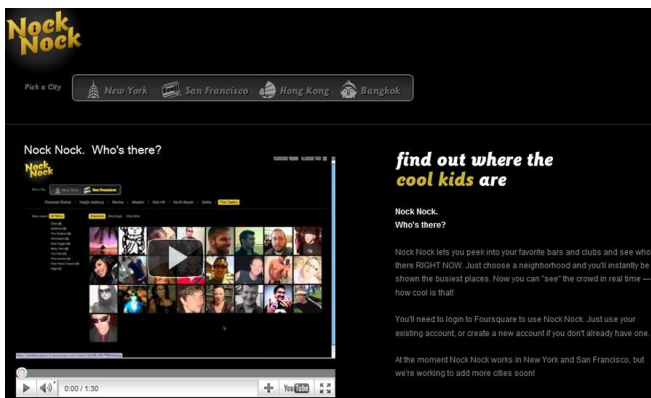 Nock
Nock
Pick a City
New York
San Francisco
Hong Kong
Bangkok
Nock Nock. Who's there?
find out where the
cool kids are
Nock
Nock
San Francisco
Nock Nock.
Who's there?
Nock Nock lets you peek into your favorite bars and clubs and see who
there RIGHT NOW. Just choose a neighborhood and you'll instantly be
shown the busiest places. Now you can "see" the crowd in real time —
how cool is that!
You'll need to login to Foursquare to use Nock Nock. Just use your
existing account, or create a new account if you don't already have one.
At the moment Nock Nock works in New York and San Francisco, but
we're working to add more cities soon!
0:00 / 1:30
YouTube